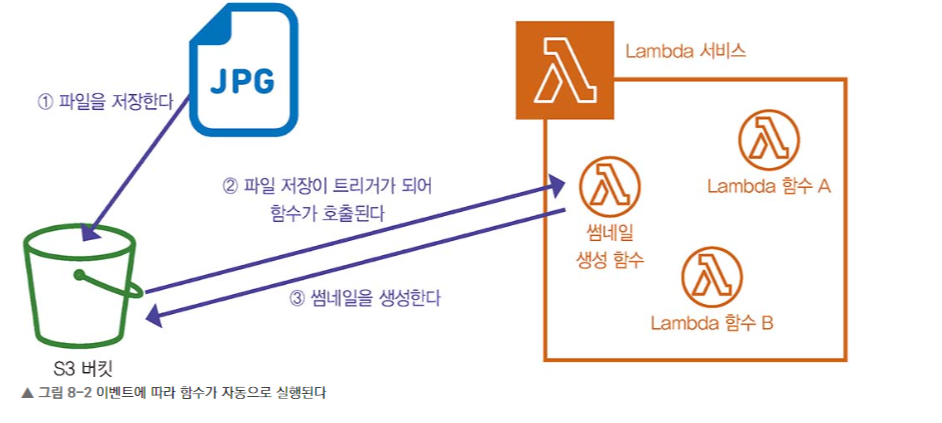 JPG
① 파일을 저장한다
Lambda 서비스
Lambda 함수 A
② 파일 저장이 트리거가 되어
함수가 호출된다
썸네일
생성 함수
③ 썸네일을 생성한다
Lambda 함수 B
S3 버킷
▲ 그림 8-2 이벤트에 따라 함수가 자동으로 실행된다